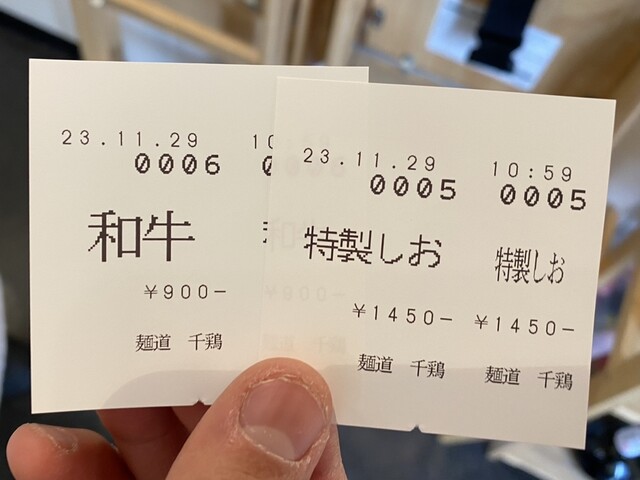 23.11.29
0006
和牛
¥900-
麺道 千鶏
23.11.29 10:59
0005 0005
特製しお 特製しお
¥1450- ¥1450-
麺道 千鶏 麺道 千鶏